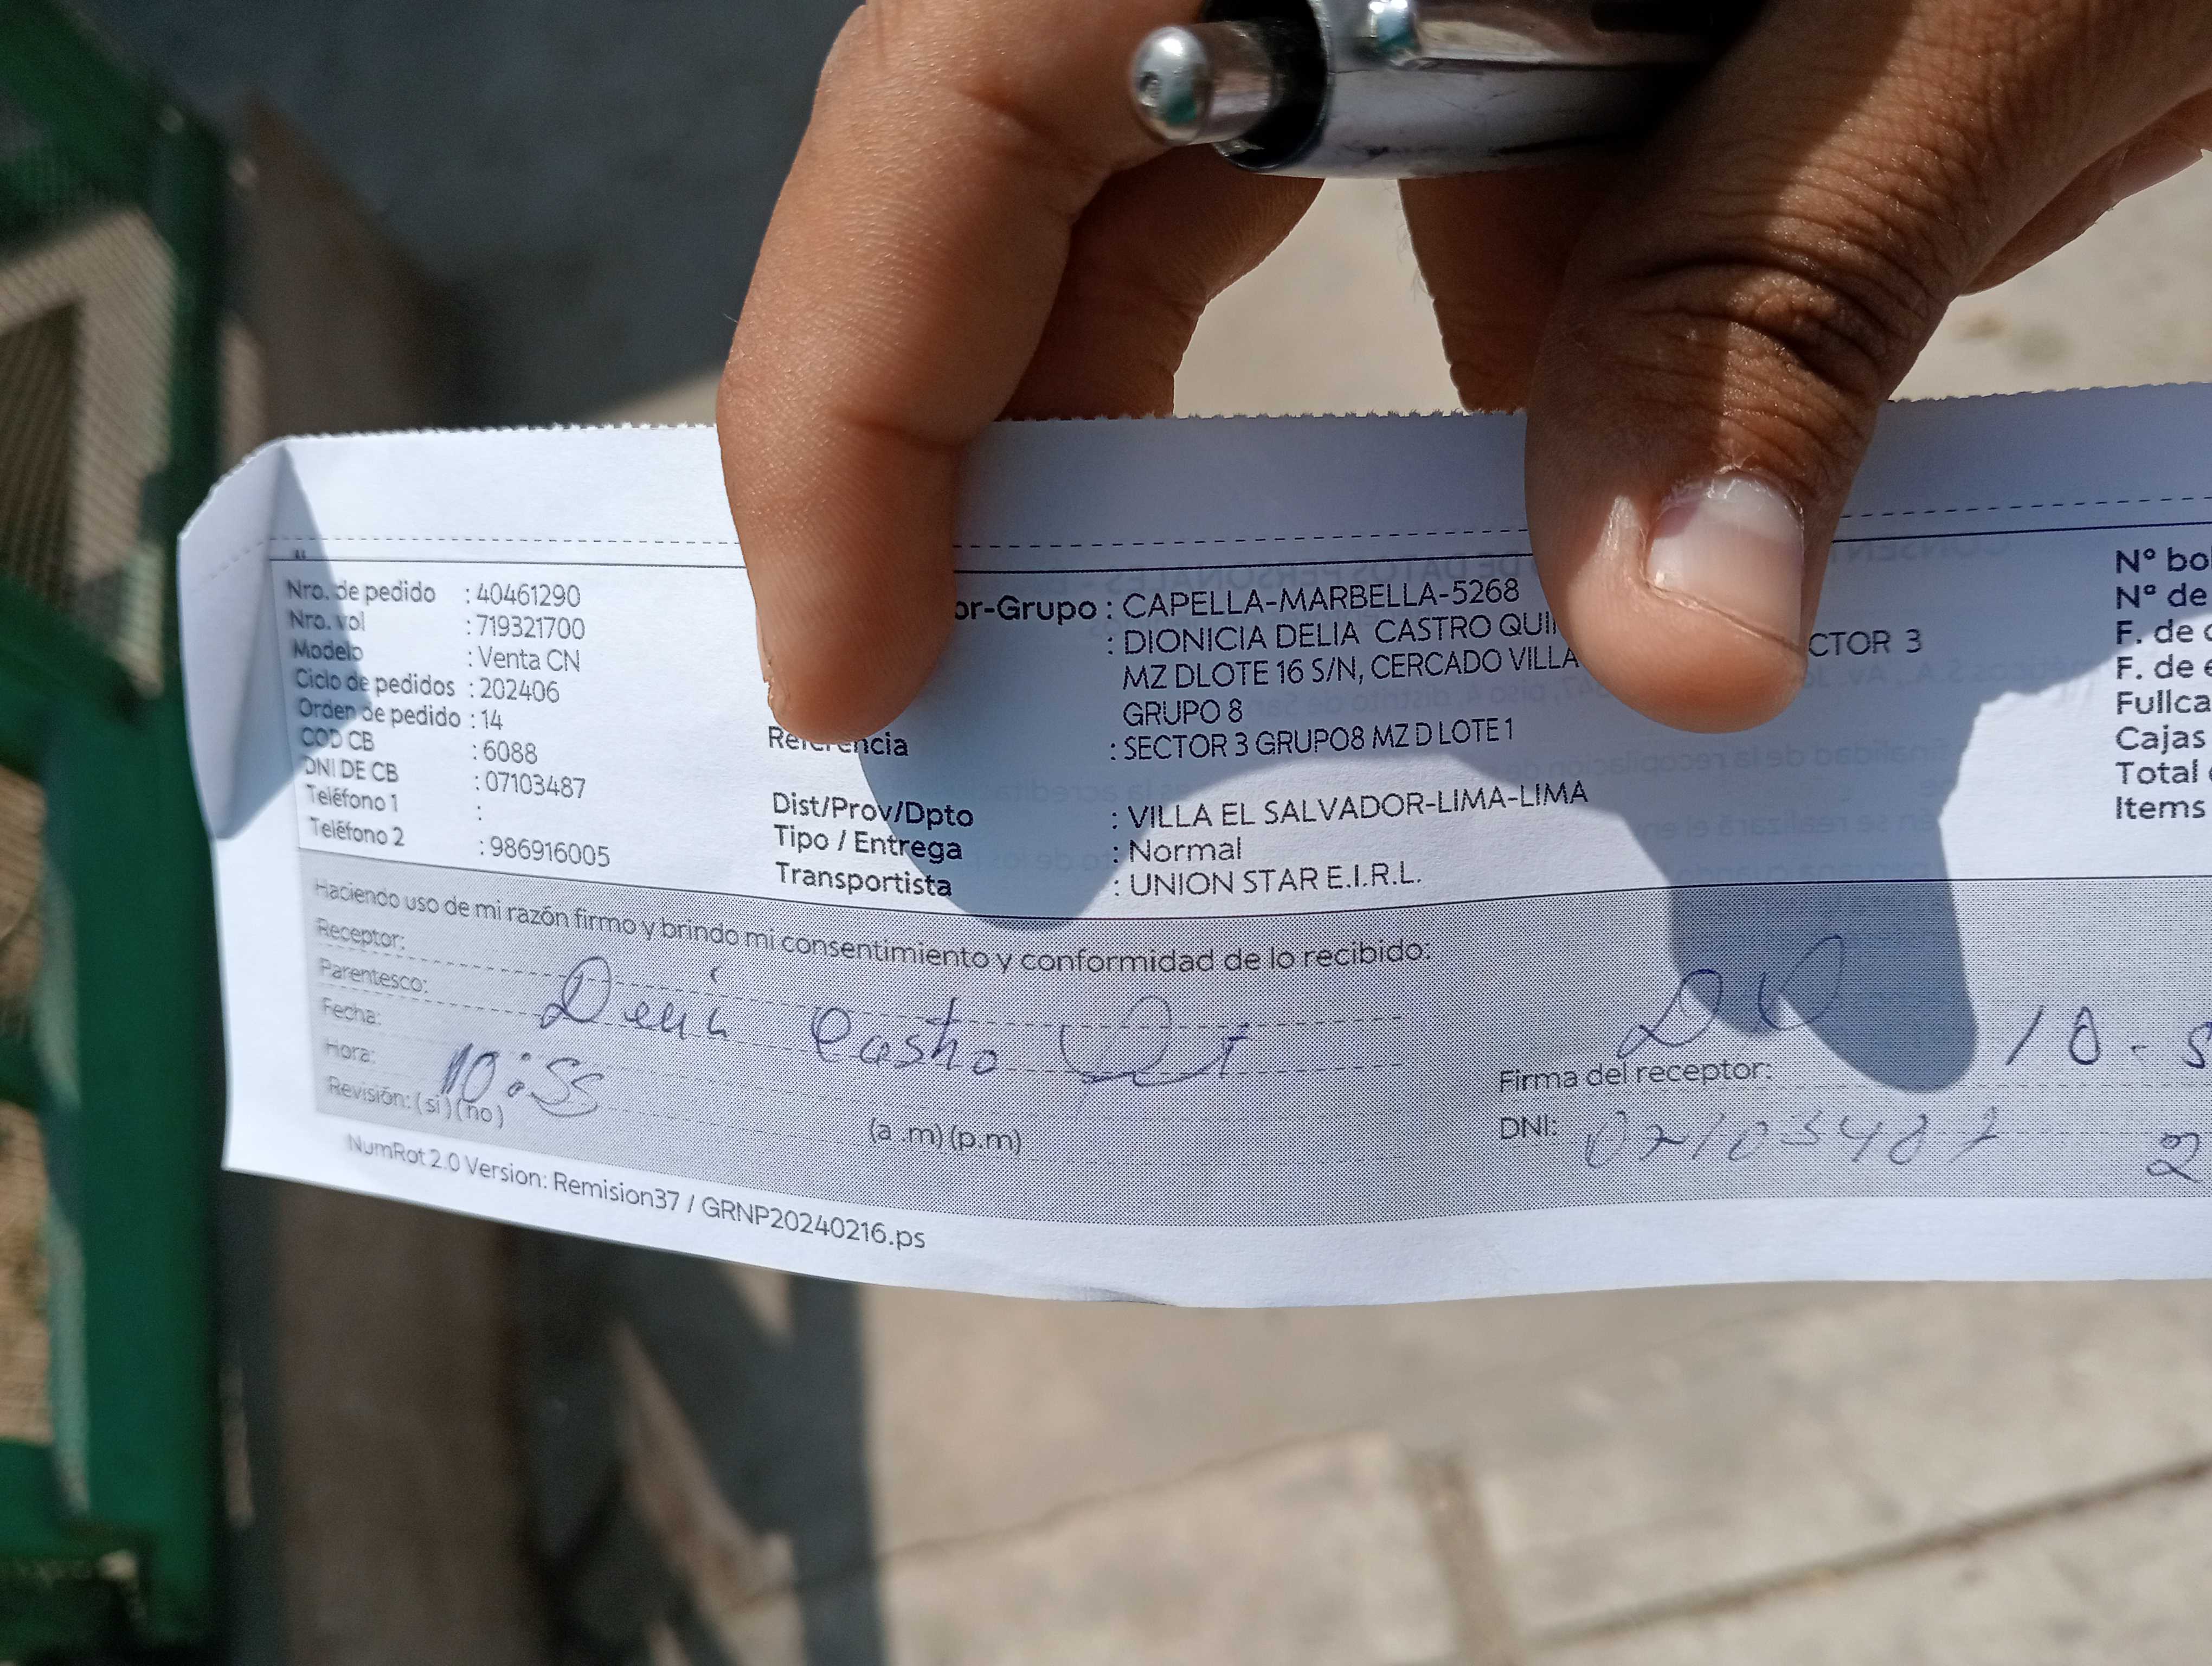 Nro. de pedido : 40461290
Nro. vol : 719321700
Modelo : Venta CN
Ciclo de pedidos : 202406
Orden de pedido : 14
COD CB : 6088
DNI DE CB : 07103487
Teléfono 1 :
Teléfono 2 : 986916005
or-Grupo : CAPELLA-MARBELLA-5268
: DIONICIA DELIA CASTRO QUI
MZ DLOTE 16 S/N, CERCADO VILLA CTOR 3
GRUPO 8
Referencia : SECTOR 3 GRUPO8 MZ D LOTE 1
Dist/Prov/Dpto : VILLA EL SALVADOR-LIMA-LIMA
Tipo / Entrega : Normal
Transportista : UNION STAR E.I.R.L.
N° bol
N° de
F. de
F. de e
Fullca
Cajas
Total
Items
Haciendo uso de mi razón firmo y brindo mi consentimiento y conformidad de lo recibido:
Receptor:
Parentesco: Delia Castro
Fecha:
Hora: 10:55
Revisión: (si) (no)
(a .m) (p.m)
Firma del receptor:
DNI: 07103487
NumRot 2.0 Version: Remision37 / GRNP20240216.ps